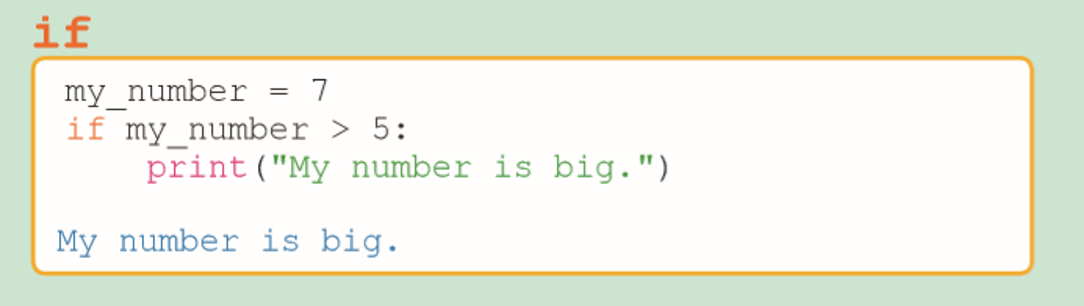 if
my_number = 7
if my_number > 5:
    print("My number is big.")
My number is big.